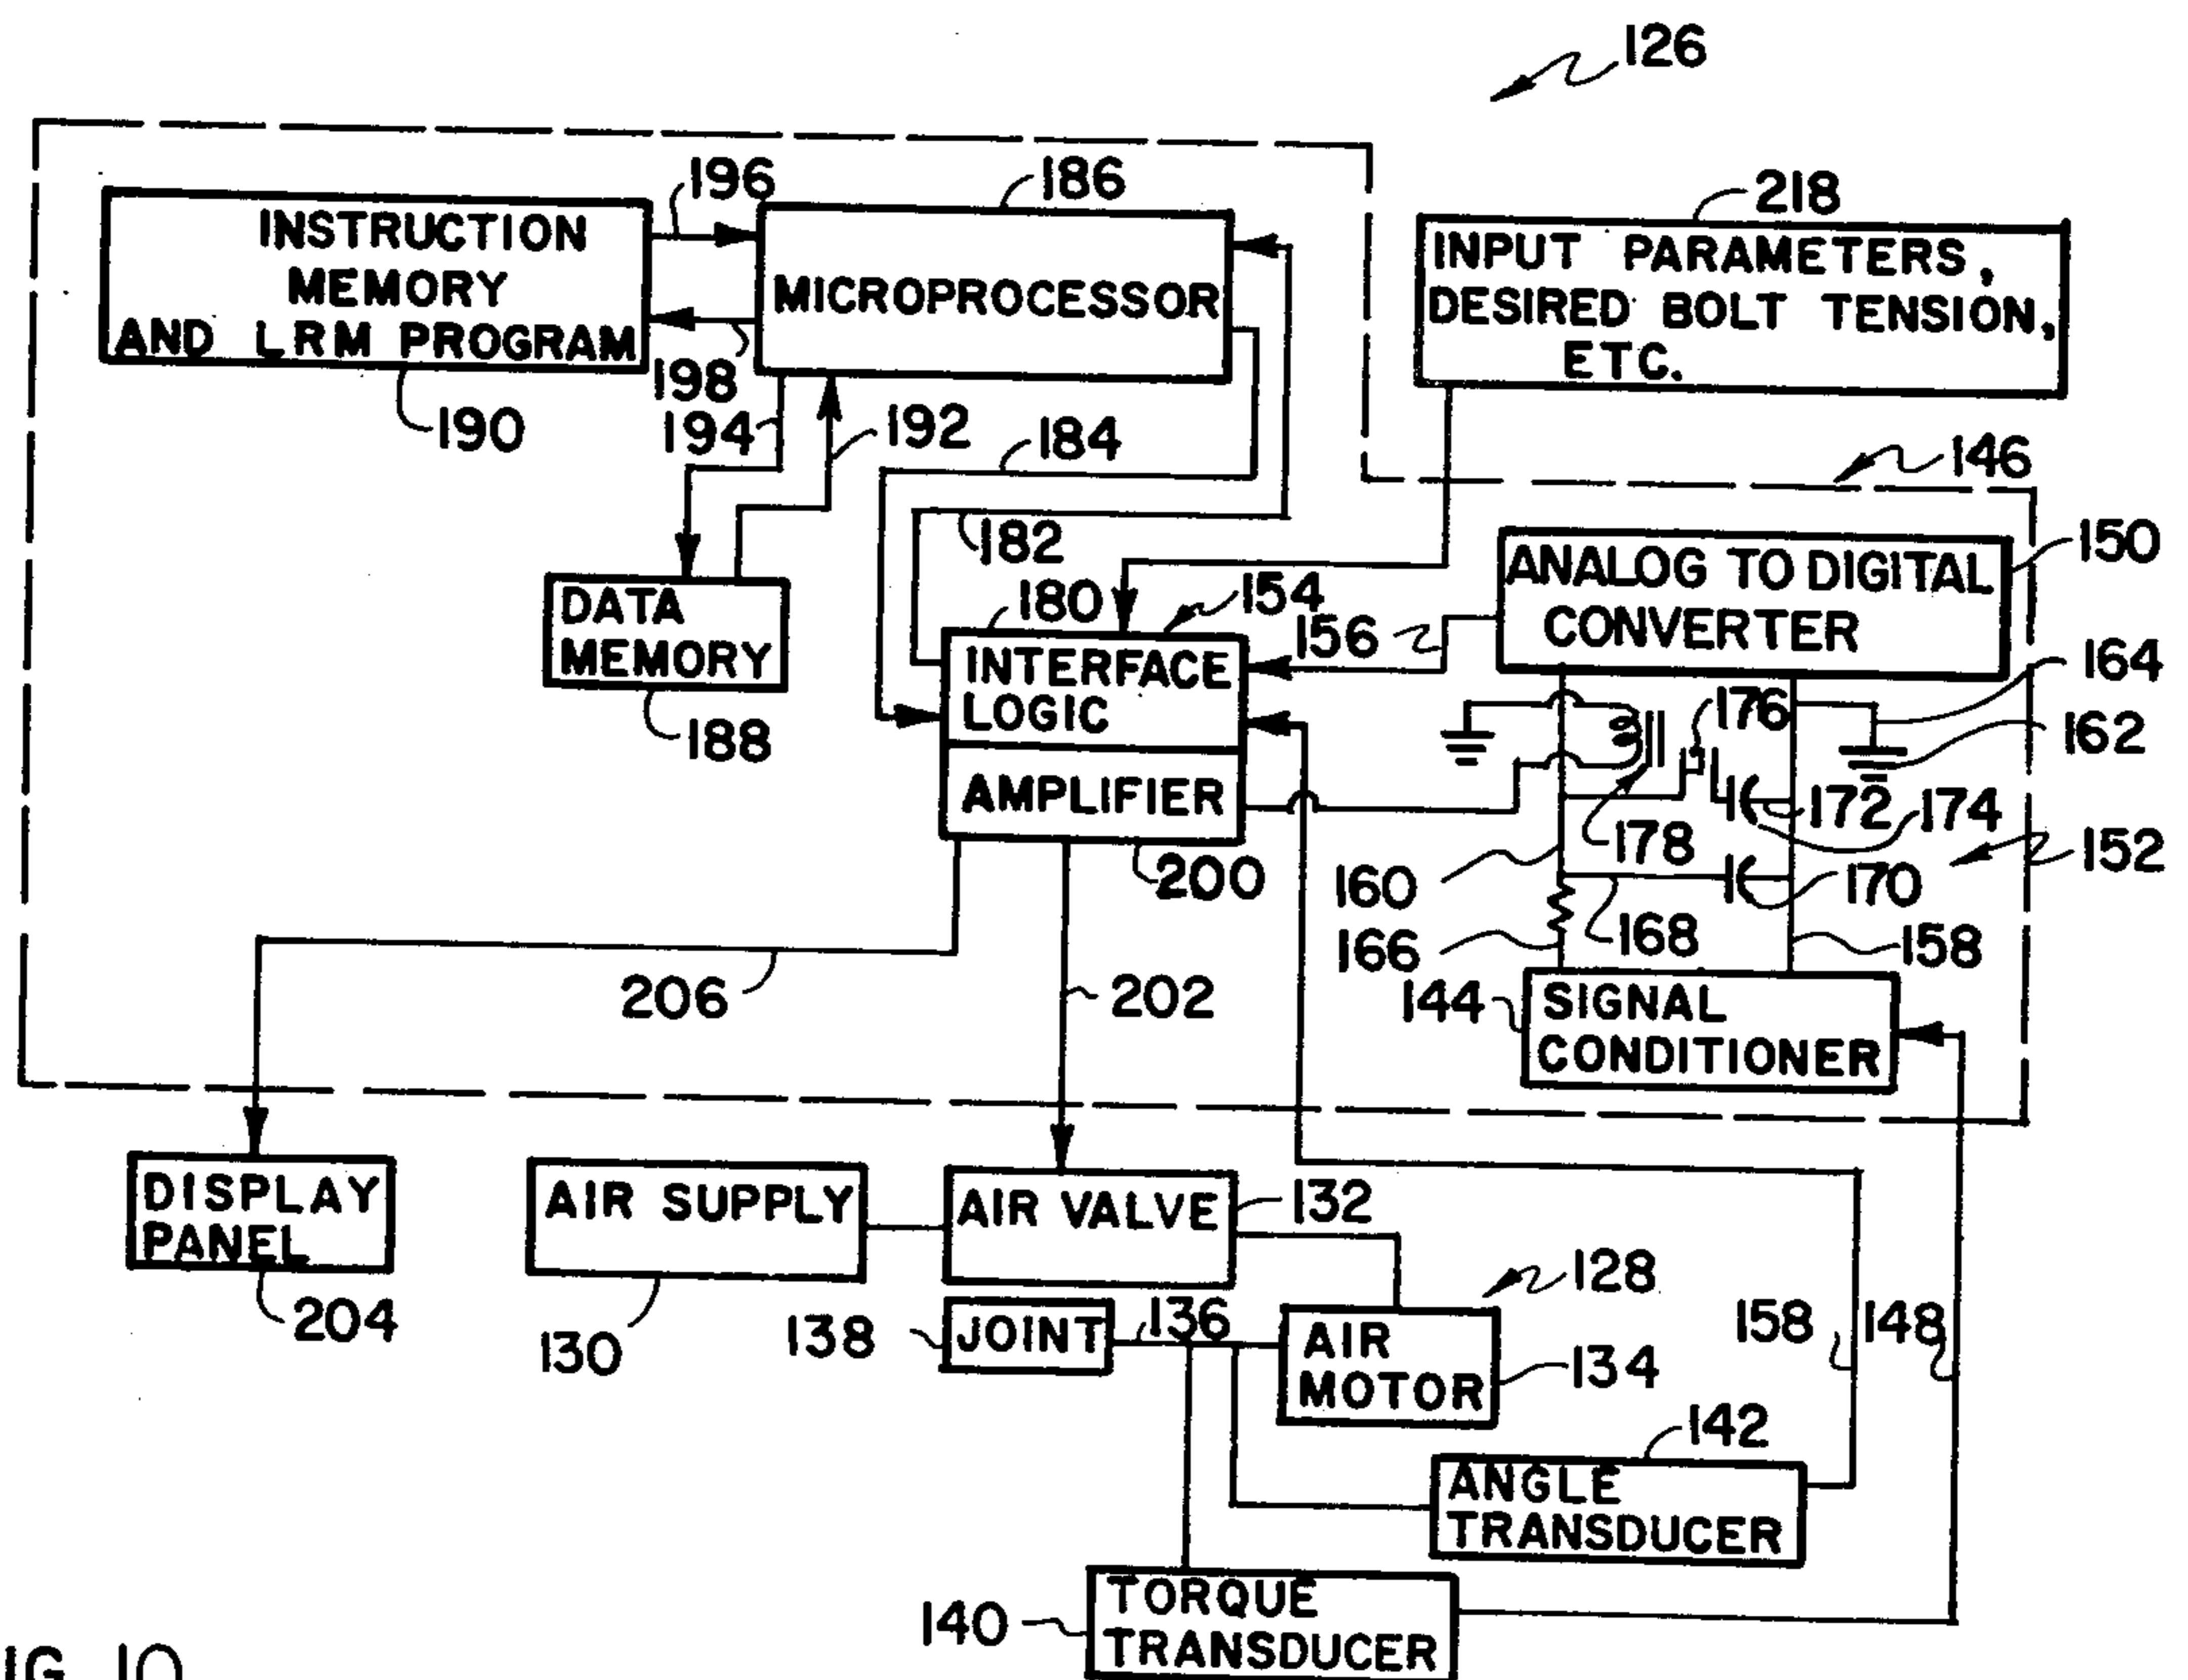 126
196
186
218
INSTRUCTION
MEMORY
AND LRM PROGRAM
MICROPROCESSOR
INPUT PARAMETERS,
DESIRED BOLT TENSION,
ETC.
198
190
194
192
184
146
182
150
ANALOG TO DIGITAL
CONVERTER
DATA
MEMORY
188
180
154
156
INTERFACE
LOGIC
AMPLIFIER
200
164
176
162
172
174
178
152
160
170
168
166
158
206
202
144
SIGNAL
CONDITIONER
DISPLAY
PANEL
204
AIR SUPPLY
130
AIR VALVE
132
128
138
JOINT
136
AIR
MOTOR
134
158
148
142
ANGLE
TRANSDUCER
140
TORQUE
TRANSDUCER
IG. 10